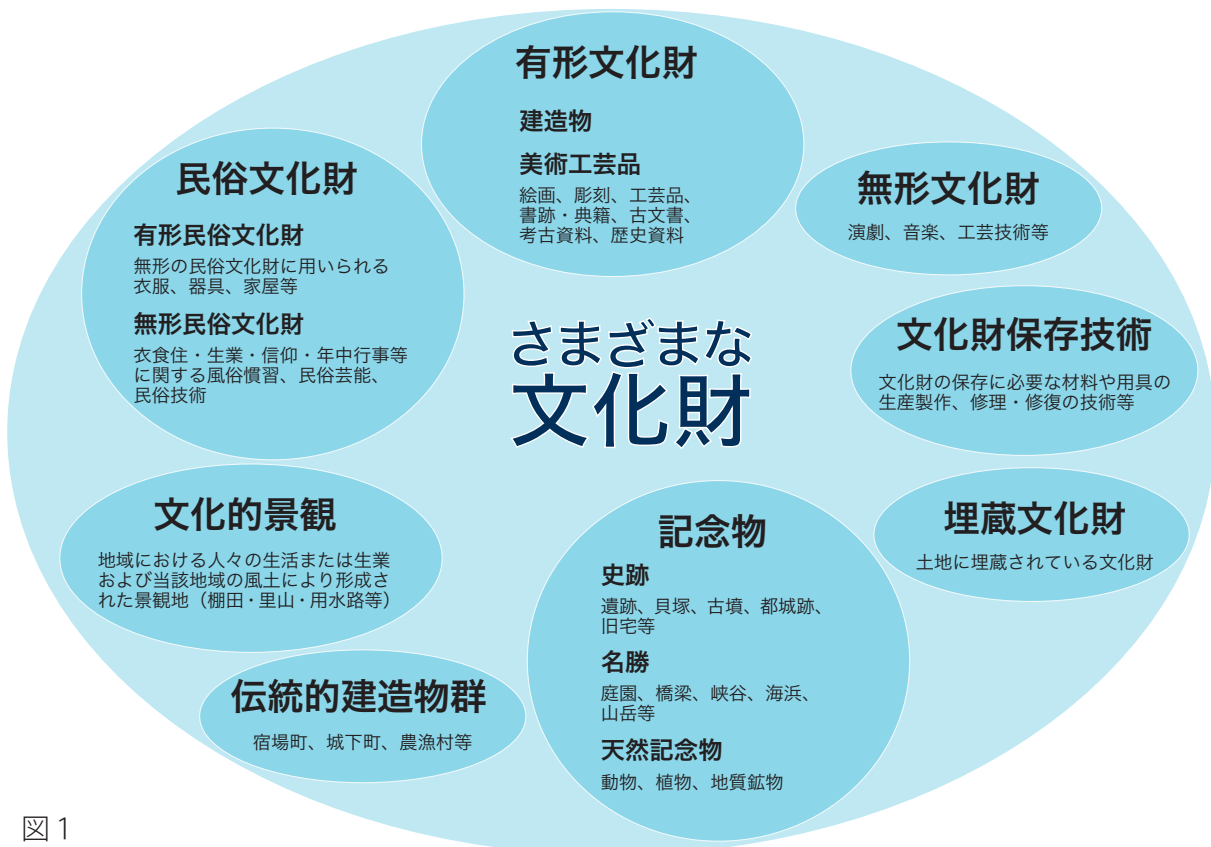 有形文化財
建造物
美術工芸品
絵画、彫刻、工芸品、
書跡・典籍、古文書、
考古資料、歴史資料
民俗文化財
有形民俗文化財
無形の民俗文化財に用いられる
衣服、器具、家屋等
無形民俗文化財
衣食住・生業・信仰・年中行事等
に関する風俗慣習、民俗芸能、
民俗技術
無形文化財
演劇、音楽、工芸技術等
さまざまな
文化財
文化財保存技術
文化財の保存に必要な材料や用具の
生産製作、修理・修復の技術等
文化的景観
地域における人々の生活または生業
および当該地域の風土により形成さ
れた景観地（棚田・里山・用水路等）
記念物
史跡
遺跡、貝塚、古墳、都城跡、
旧宅等
名勝
庭園、橋梁、峡谷、海浜、
山岳等
天然記念物
動物、植物、地質鉱物
埋蔵文化財
土地に埋蔵されている文化財
伝統的建造物群
宿場町、城下町、農漁村等
図1